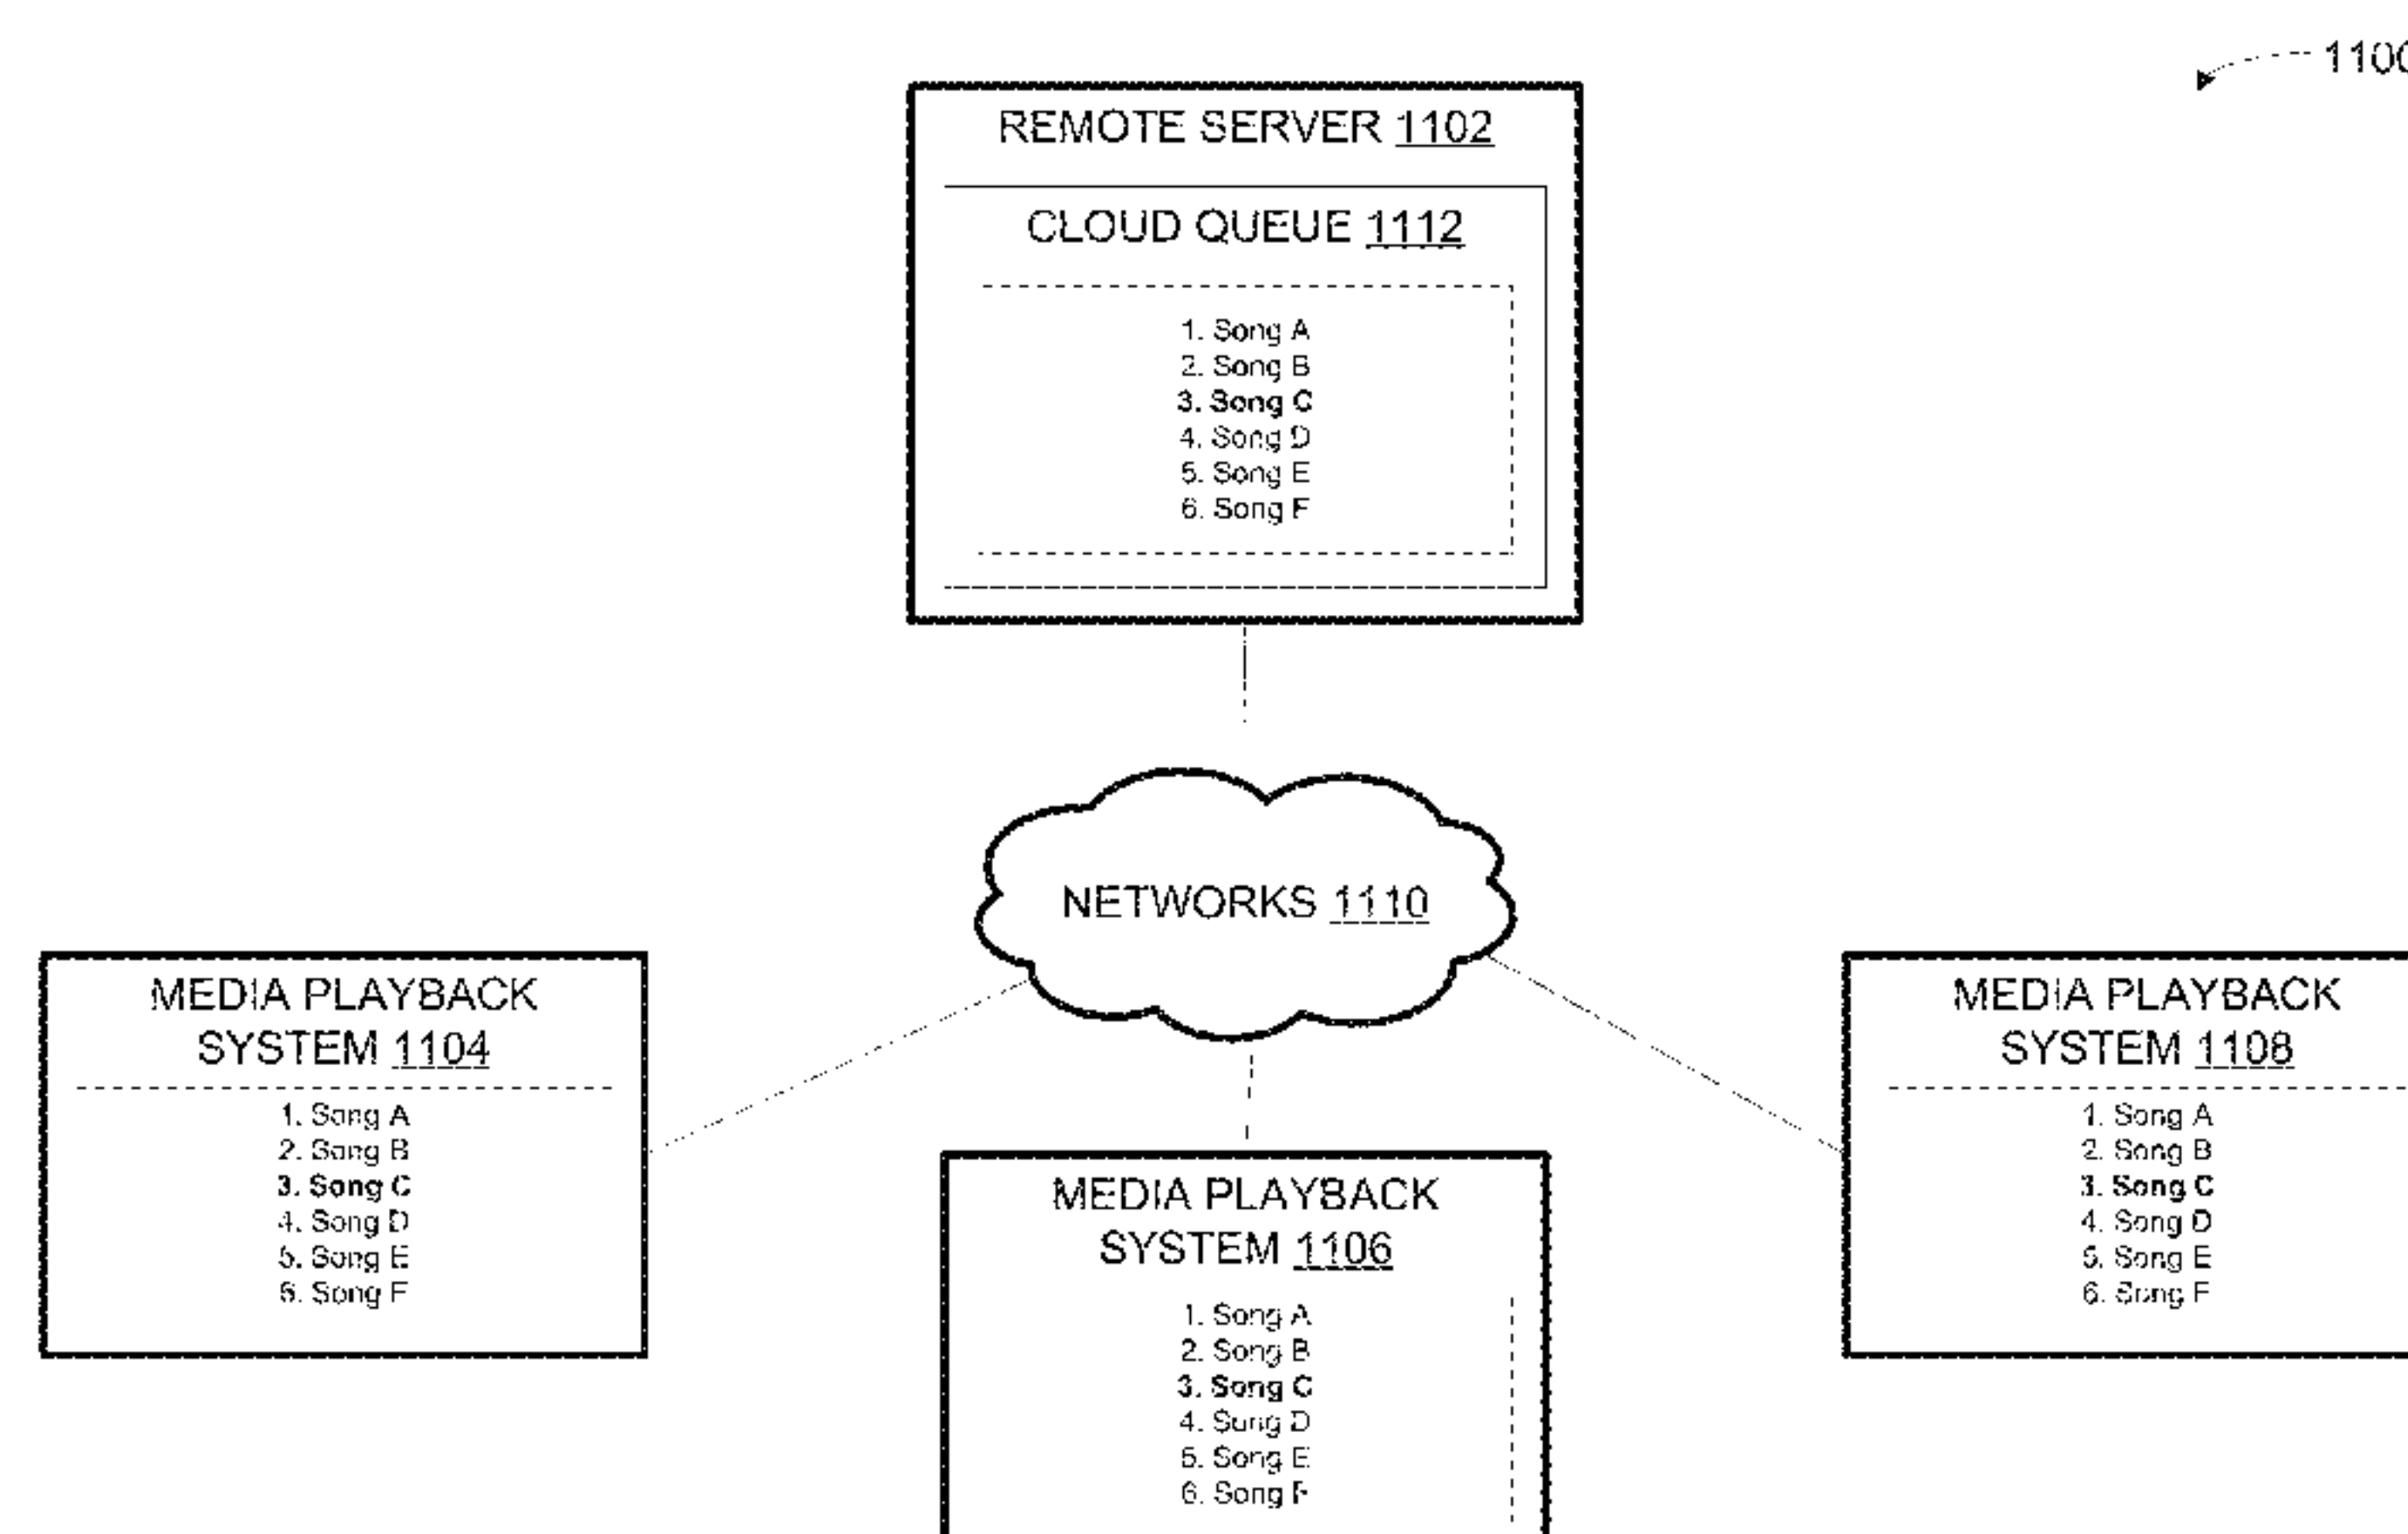 1100
REMOTE SERVER 1102
CLOUD QUEUE 1112
1. Song A
2. Song B
3. Song C
4. Song D
5. Song E
6. Song F
NETWORKS 1110
MEDIA PLAYBACK
SYSTEM 1104
1. Song A
2. Song B
3. Song C
4. Song D
5. Song E
6. Song F
MEDIA PLAYBACK
SYSTEM 1106
1. Song A
2. Song B
3. Song C
4. Song D
5. Song E
6. Song F
MEDIA PLAYBACK
SYSTEM 1108
1. Song A
2. Song B
3. Song C
4. Song D
5. Song E
6. Song F